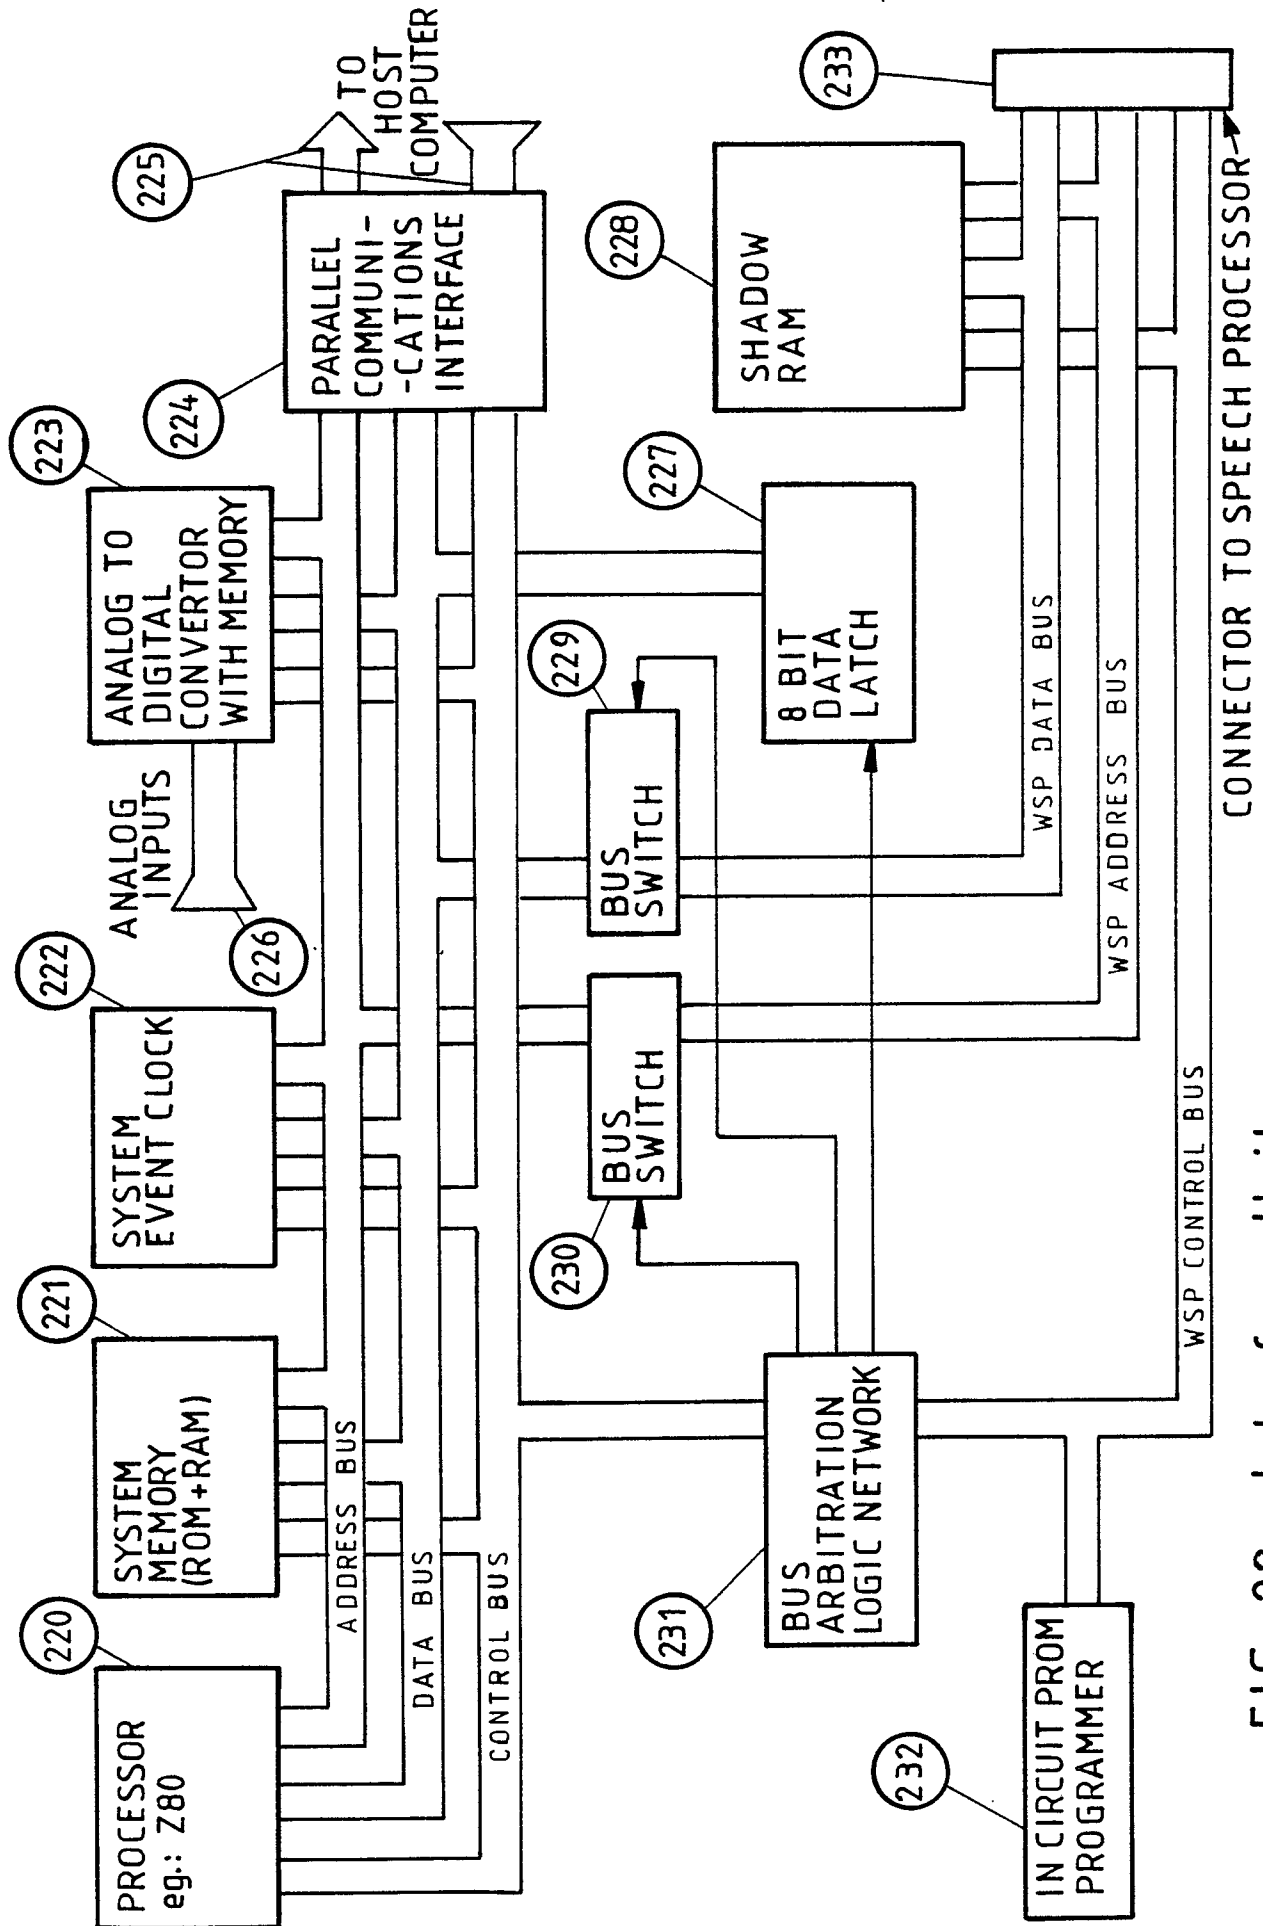 220
PROCESSOR
eg.: Z80
221
SYSTEM
MEMORY
(ROM+RAM)
222
SYSTEM
EVENT CLOCK
ANALOG
INPUTS
226
223
ANALOG TO
DIGITAL
CONVERTOR
WITH MEMORY
224
PARALLEL
COMMUNI-
-CATIONS
INTERFACE
225
TO
HOST
COMPUTER
ADDRESS BUS
DATA BUS
CONTROL BUS
230
BUS
SWITCH
229
BUS
SWITCH
227
8 BIT
DATA
LATCH
228
SHADOW
RAM
233
231
BUS
ARBITRATION
LOGIC NETWORK
232
IN CIRCUIT PROM
PROGRAMMER
WSP DATA BUS
WSP ADDRESS BUS
WSP CONTROL BUS
CONNECTOR TO SPEECH PROCESSOR